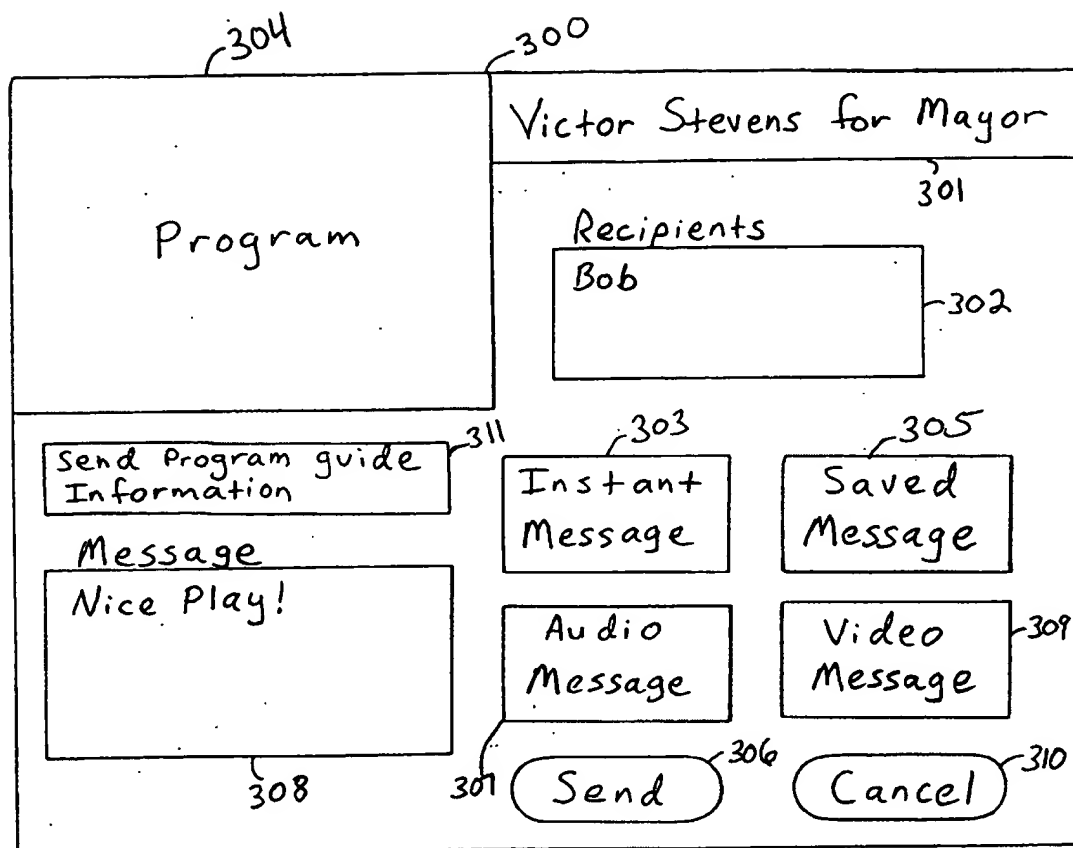 304
300
Victor Stevens for Mayor
301
Program
Recipients
Bob
302
311
Send Program guide
Information
303
Instant
Message
305
Saved
Message
Message
Nice Play!
308
Audio
Message
307
Video
Message
309
Send
306
Cancel
310